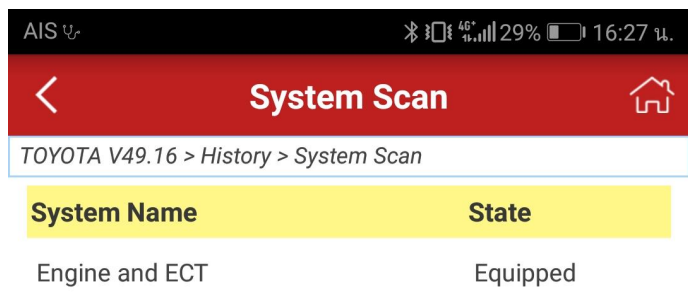 AIS 4G+ 29% 16:27 น.
System Scan
TOYOTA V49.16 > History > System Scan
System Name State
Engine and ECT Equipped